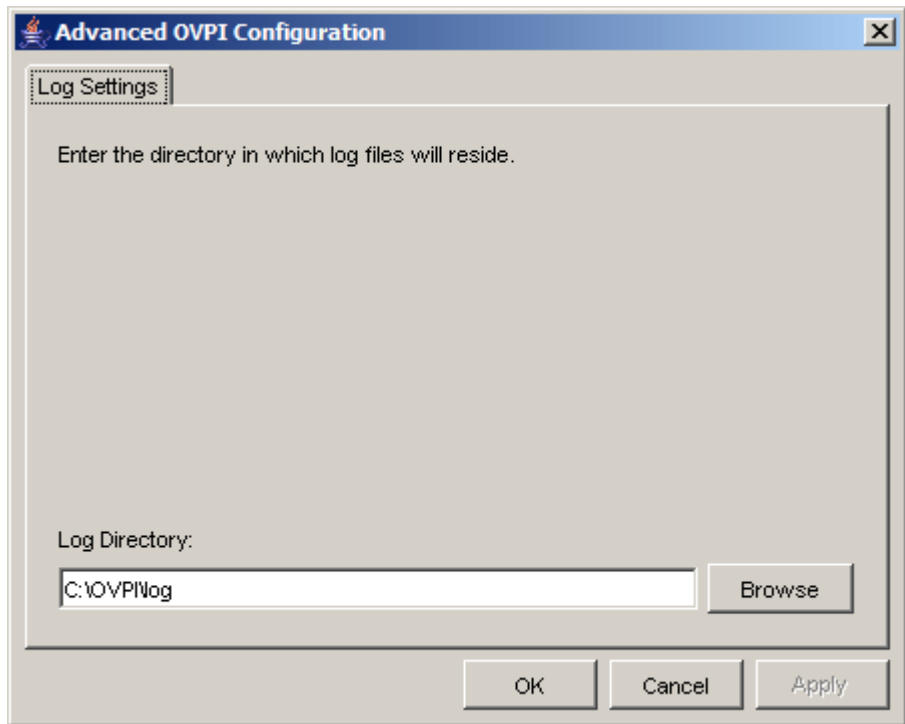 Advanced OVPI Configuration
Log Settings
Enter the directory in which log files will reside.
Log Directory:
C:\OVPI\log
Browse
OK
Cancel
Apply